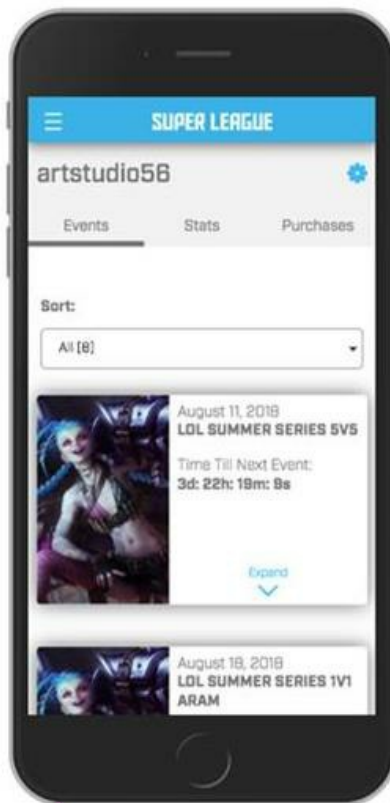 SUPER LEAGUE
artstudio56
Events Stats Purchases
Sort:
All [8]
August 11, 2018
LOL SUMMER SERIES 5V5
Time Till Next Event:
3d: 22h: 19m: 9s
Expand
August 18, 2018
LOL SUMMER SERIES 1V1
ARAM